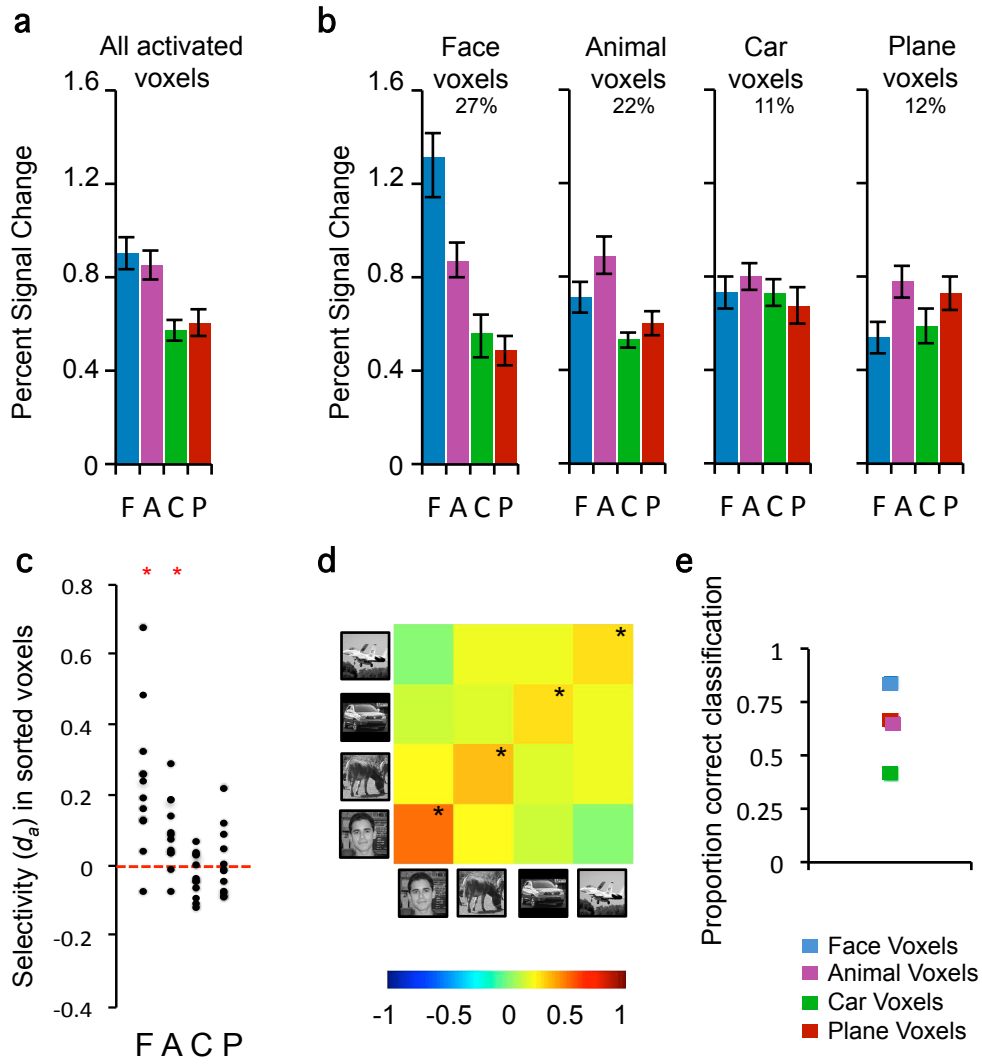 a
All activated
voxels
Percent Signal Change
1.6
1.2
0.8
0.4
0
F A C P
b
Face
voxels
27%
Animal
voxels
22%
Car
voxels
11%
Plane
voxels
12%
Percent Signal Change
1.6
1.2
0.8
0.4
0
F A C P
F A C P
F A C P
F A C P
c
* *
Selectivity (d_a) in sorted voxels
0.8
0.6
0.4
0.2
0
-0.2
-0.4
F A C P
d
*
*
*
*
-1 -0.5 0 0.5 1
e
Proportion correct classification
1
0.75
0.5
0.25
0
Face Voxels
Animal Voxels
Car Voxels
Plane Voxels